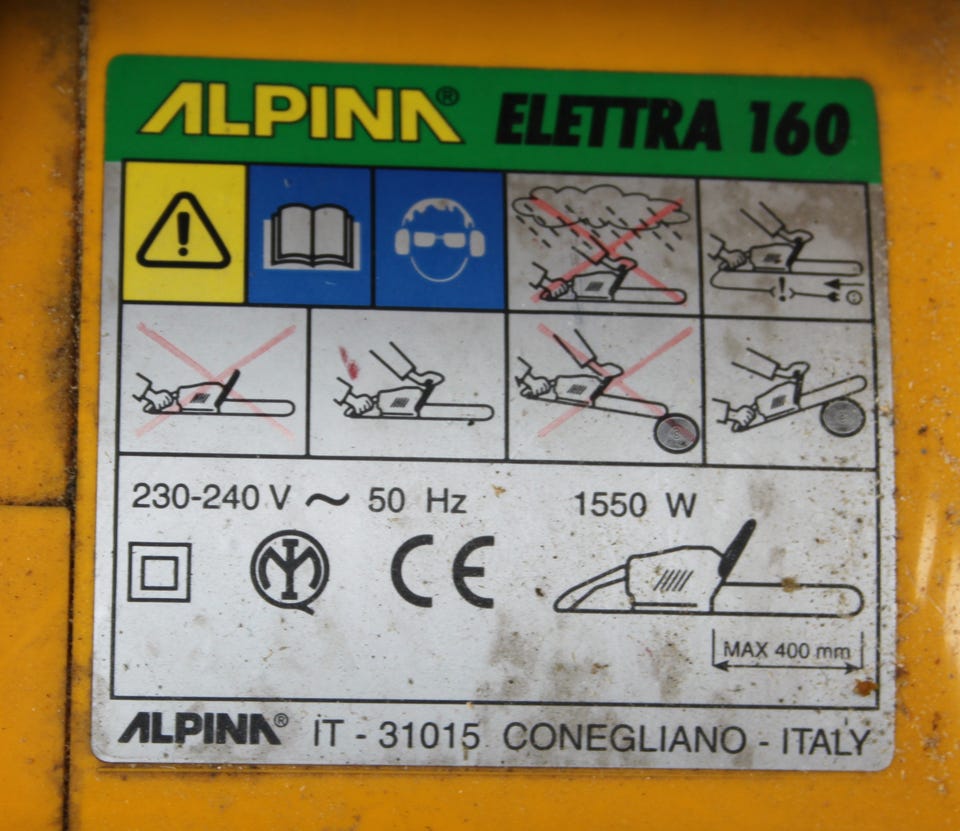 ALPINA® ELETTRA 160
230-240 V ~ 50 Hz 1550 W
CE
MAX 400 mm
ALPINA® IT - 31015 CONEGLIANO - ITALY